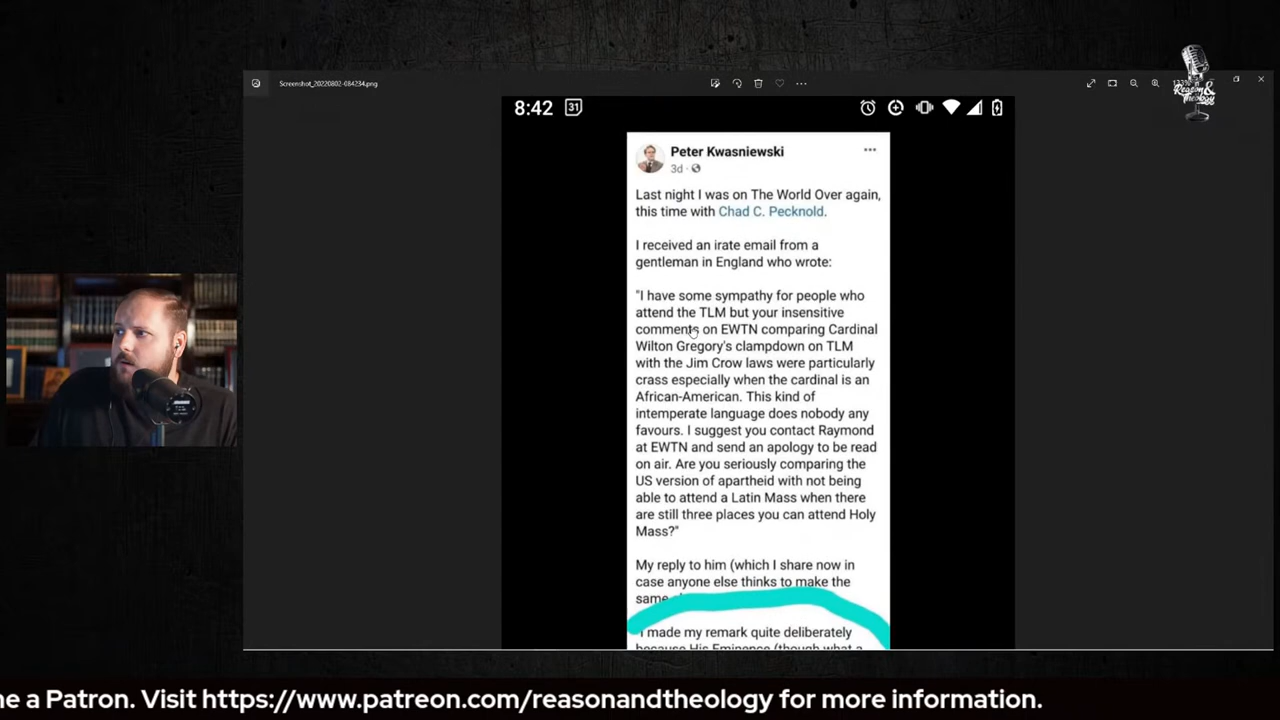 Screenshot_20220802-084234.png
Reason &
Theology
8:42 31
Peter Kwasniewski
3d
Last night I was on The World Over again,
this time with Chad C. Pecknold.
I received an irate email from a
gentleman in England who wrote:
"I have some sympathy for people who
attend the TLM but your insensitive
comments on EWTN comparing Cardinal
Wilton Gregory's clampdown on TLM
with the Jim Crow laws were particularly
crass especially when the cardinal is an
African-American. This kind of
intemperate language does nobody any
favours. I suggest you contact Raymond
at EWTN and send an apology to be read
on air. Are you seriously comparing the
US version of apartheid with not being
able to attend a Latin Mass when there
are still three places you can attend Holy
Mass?"
My reply to him (which I share now in
case anyone else thinks to make the
same
"I made my remark quite deliberately
because His Eminence (though what a
ne a Patron. Visit https://www.patreon.com/reasonandtheology for more information.